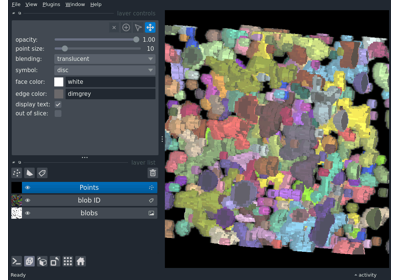 File View Plugins Window Help
layer controls
opacity: 1.00
point size: 10
blending: translucent
symbol: disc
face color: white
edge color: dimgrey
display text:
out of slice:
layer list
Points
blob ID
blobs
Ready
activity